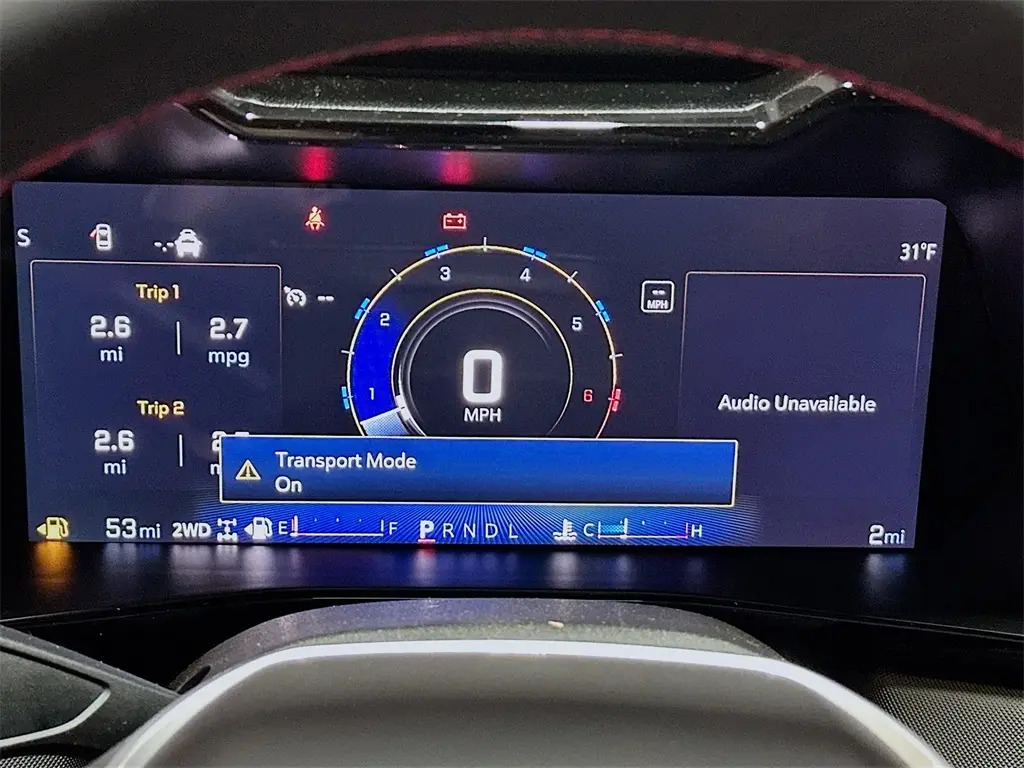 S
31°F
Trip 1
2.6
mi
2.7
mpg
Trip 2
2.6
mi
1
2
3
4
5
6
0
MPH
--
--
MPH
Audio Unavailable
Transport Mode
On
53mi
2WD
E
F
P R N D L
C
H
2mi